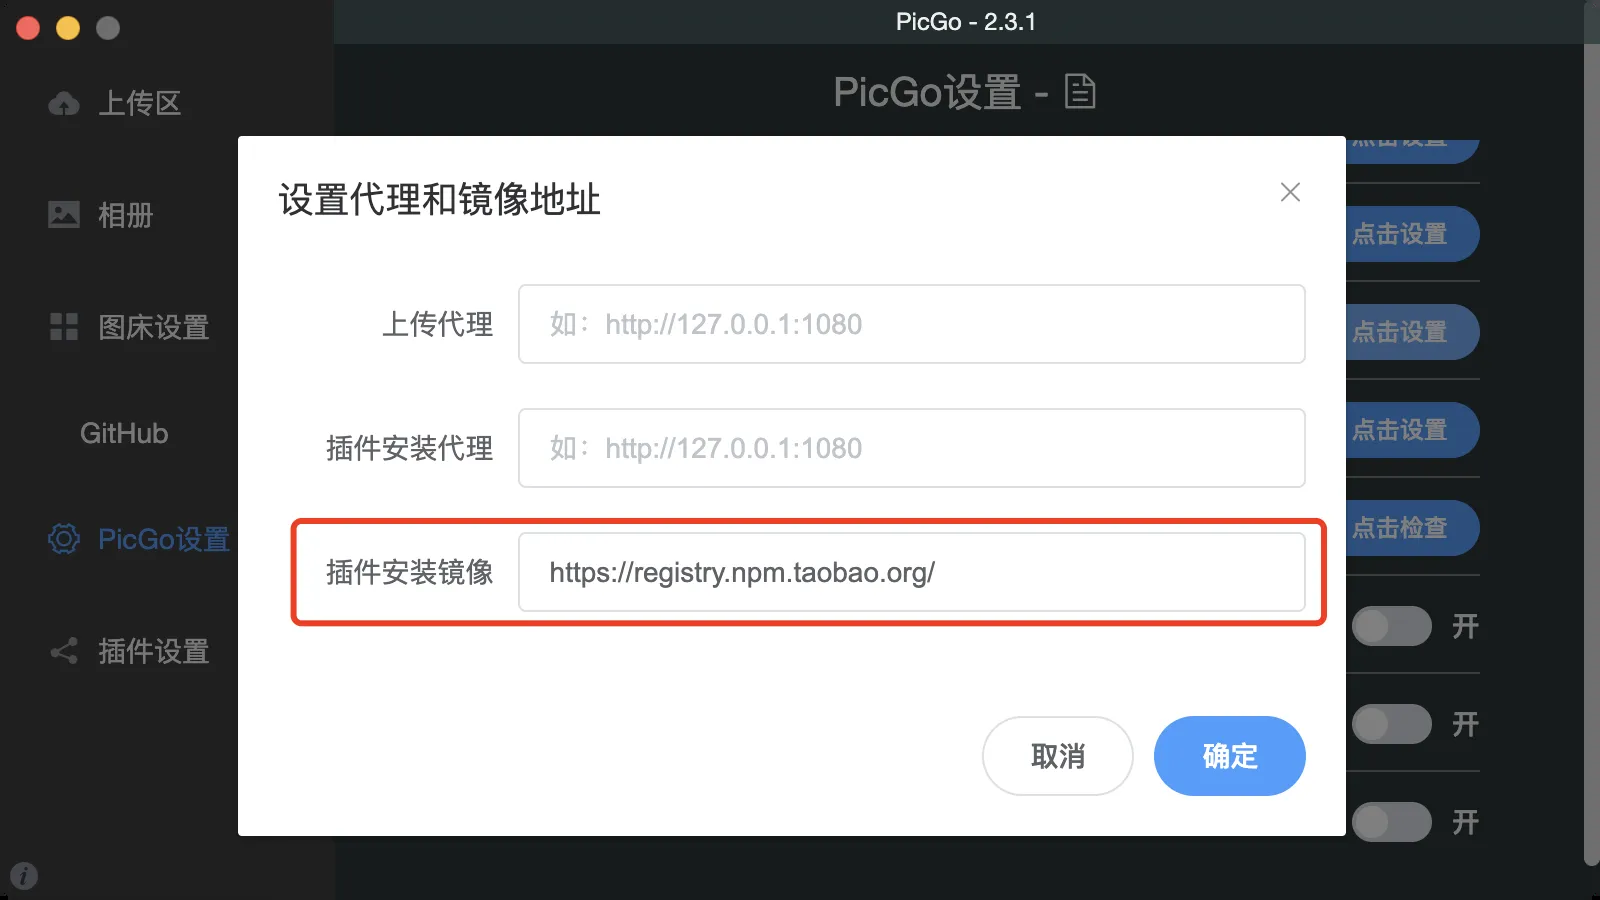 PicGo - 2.3.1
上传区
相册
图床设置
GitHub
PicGo设置
插件设置
PicGo设置 -
点击设置
点击设置
点击设置
点击设置
点击检查
开
开
开
设置代理和镜像地址
上传代理
如：http://127.0.0.1:1080
插件安装代理
如：http://127.0.0.1:1080
插件安装镜像
https://registry.npm.taobao.org/
取消
确定